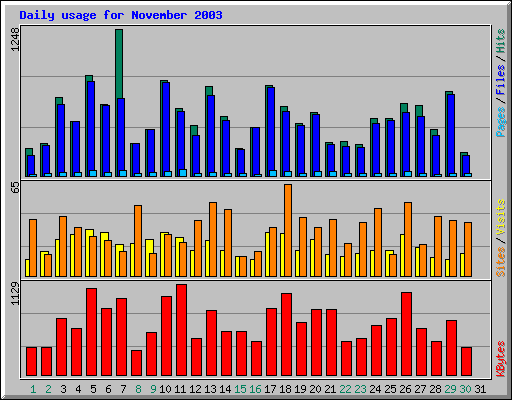 Daily usage for November 2003
1248
Pages / Files / Hits
65
Sites / Visits
1129
KBytes
1 2 3 4 5 6 7 8 9 10 11 12 13 14 15 16 17 18 19 20 21 22 23 24 25 26 27 28 29 30 31